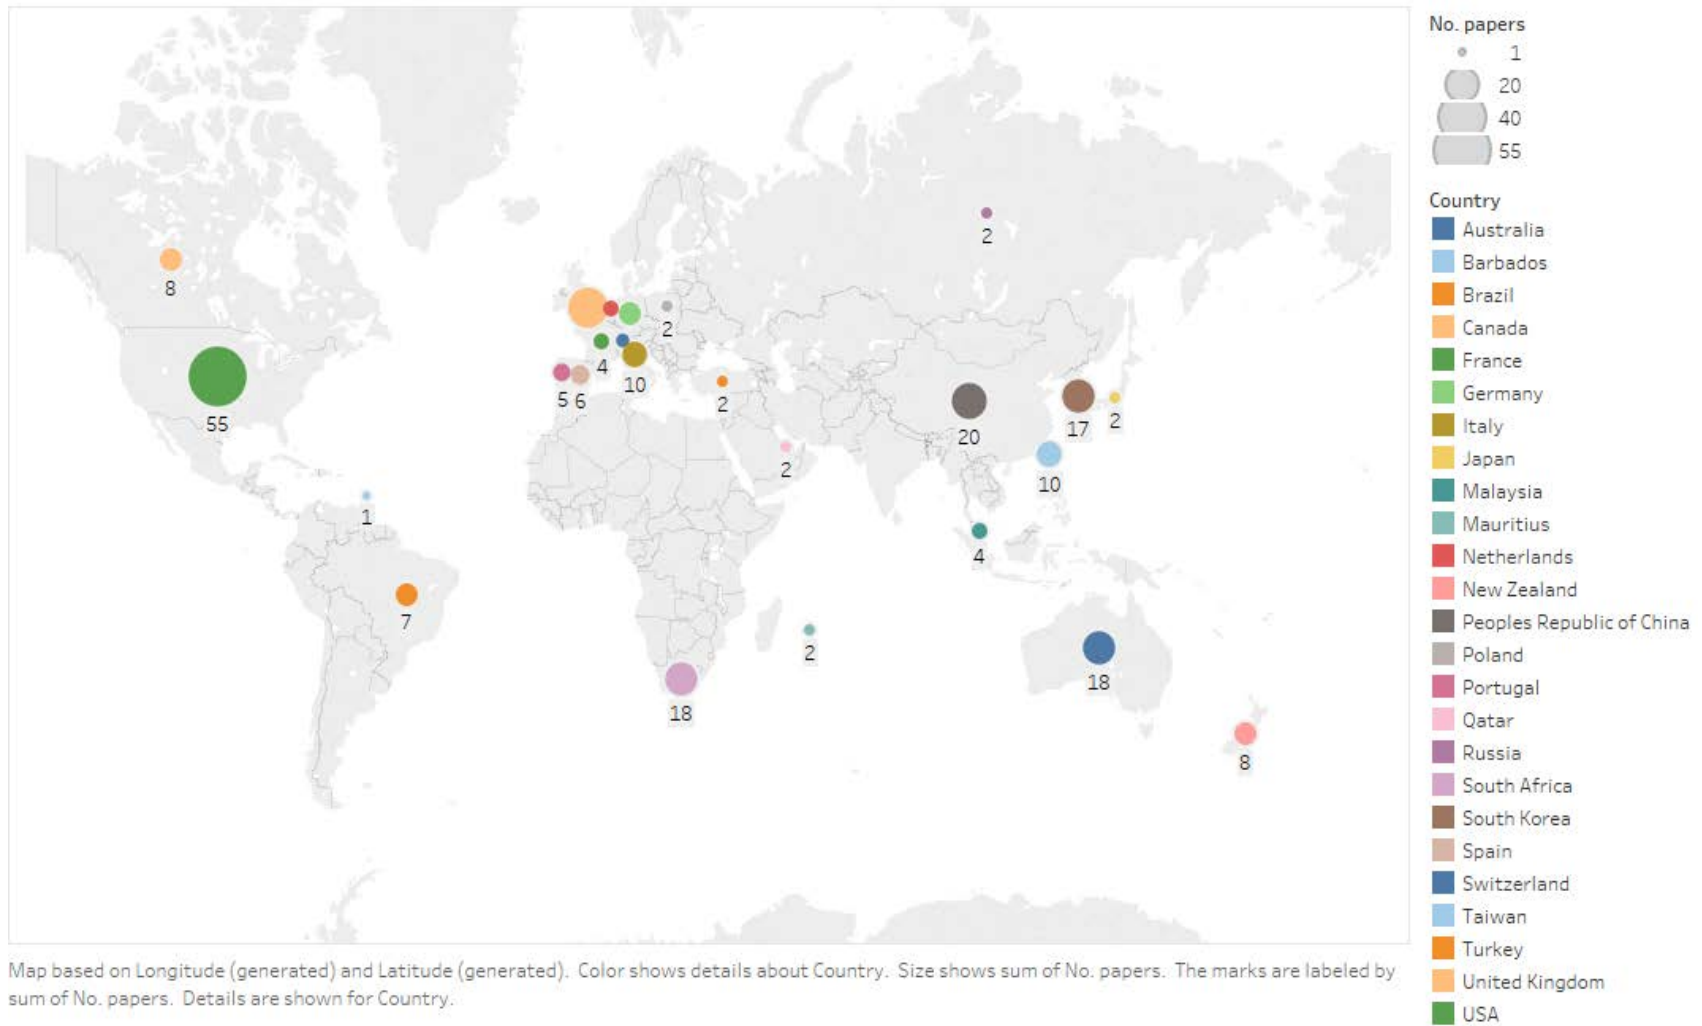 No. papers
1
20
40
55
Country
Australia
Barbados
Brazil
Canada
France
Germany
Italy
Japan
Malaysia
Mauritius
Netherlands
New Zealand
Peoples Republic of China
Poland
Portugal
Qatar
Russia
South Africa
South Korea
Spain
Switzerland
Taiwan
Turkey
United Kingdom
USA
2
8
2
4
10
5 6
2
55
20
17
2
2
10
1
4
7
2
18
18
8
Map based on Longitude (generated) and Latitude (generated). Color shows details about Country. Size shows sum of No. papers. The marks are labeled by
sum of No. papers. Details are shown for Country.